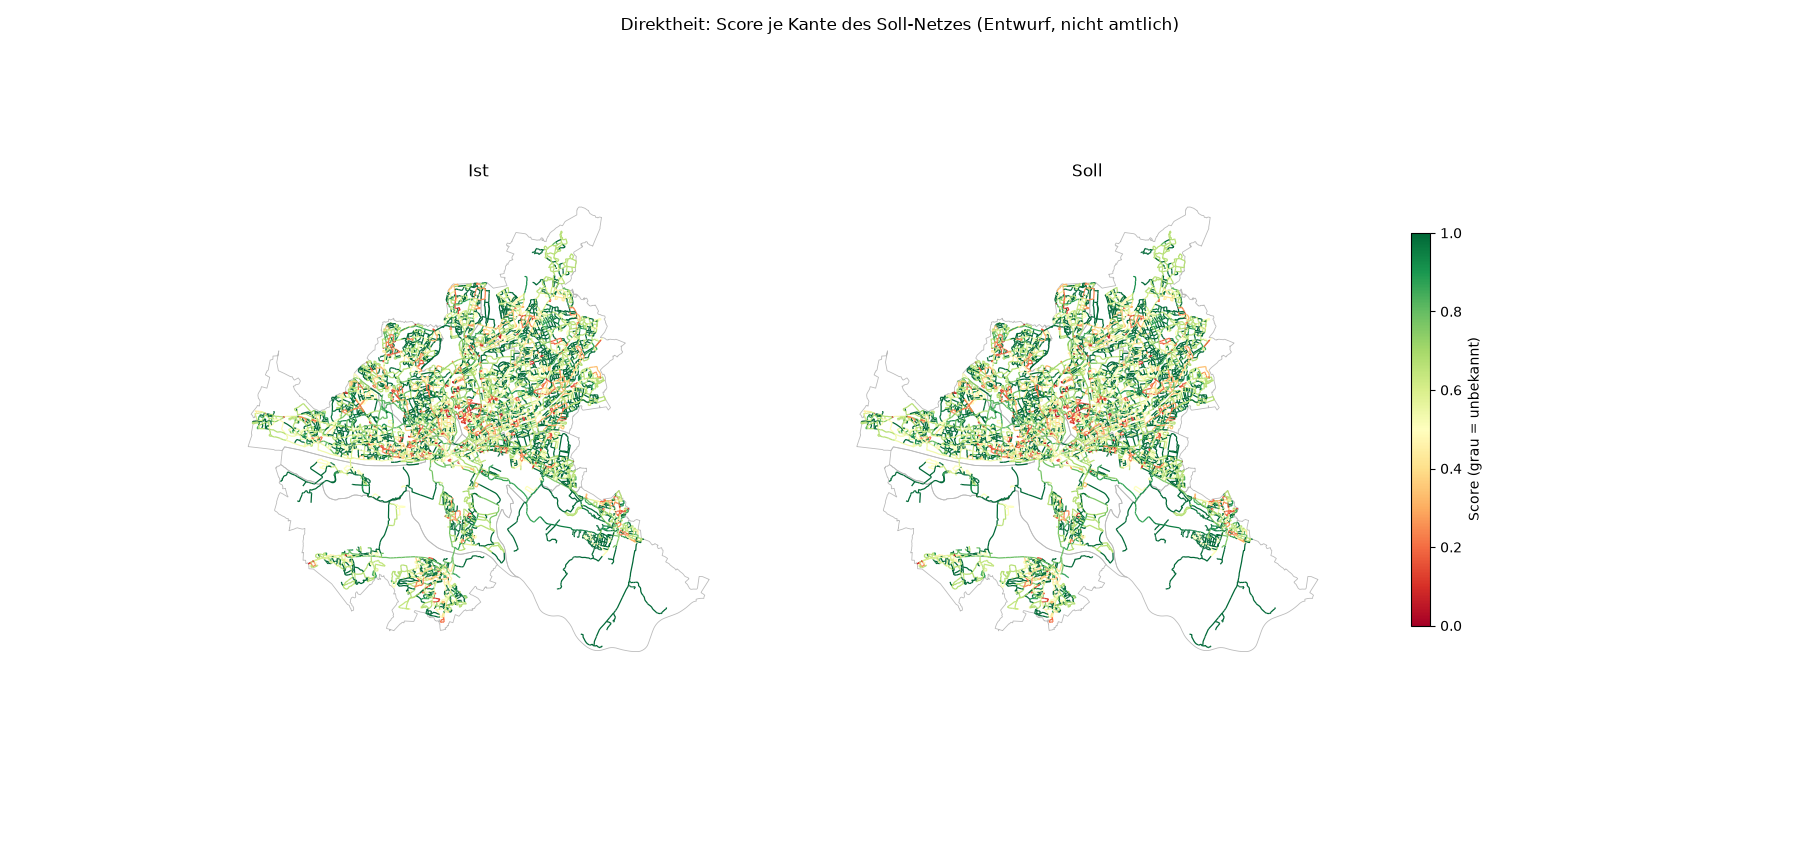 Direktheit: Score je Kante des Soll-Netzes (Entwurf, nicht amtlich)
Ist
Soll
1.0
0.8
0.6
0.4
0.2
0.0
Score (grau = unbekannt)